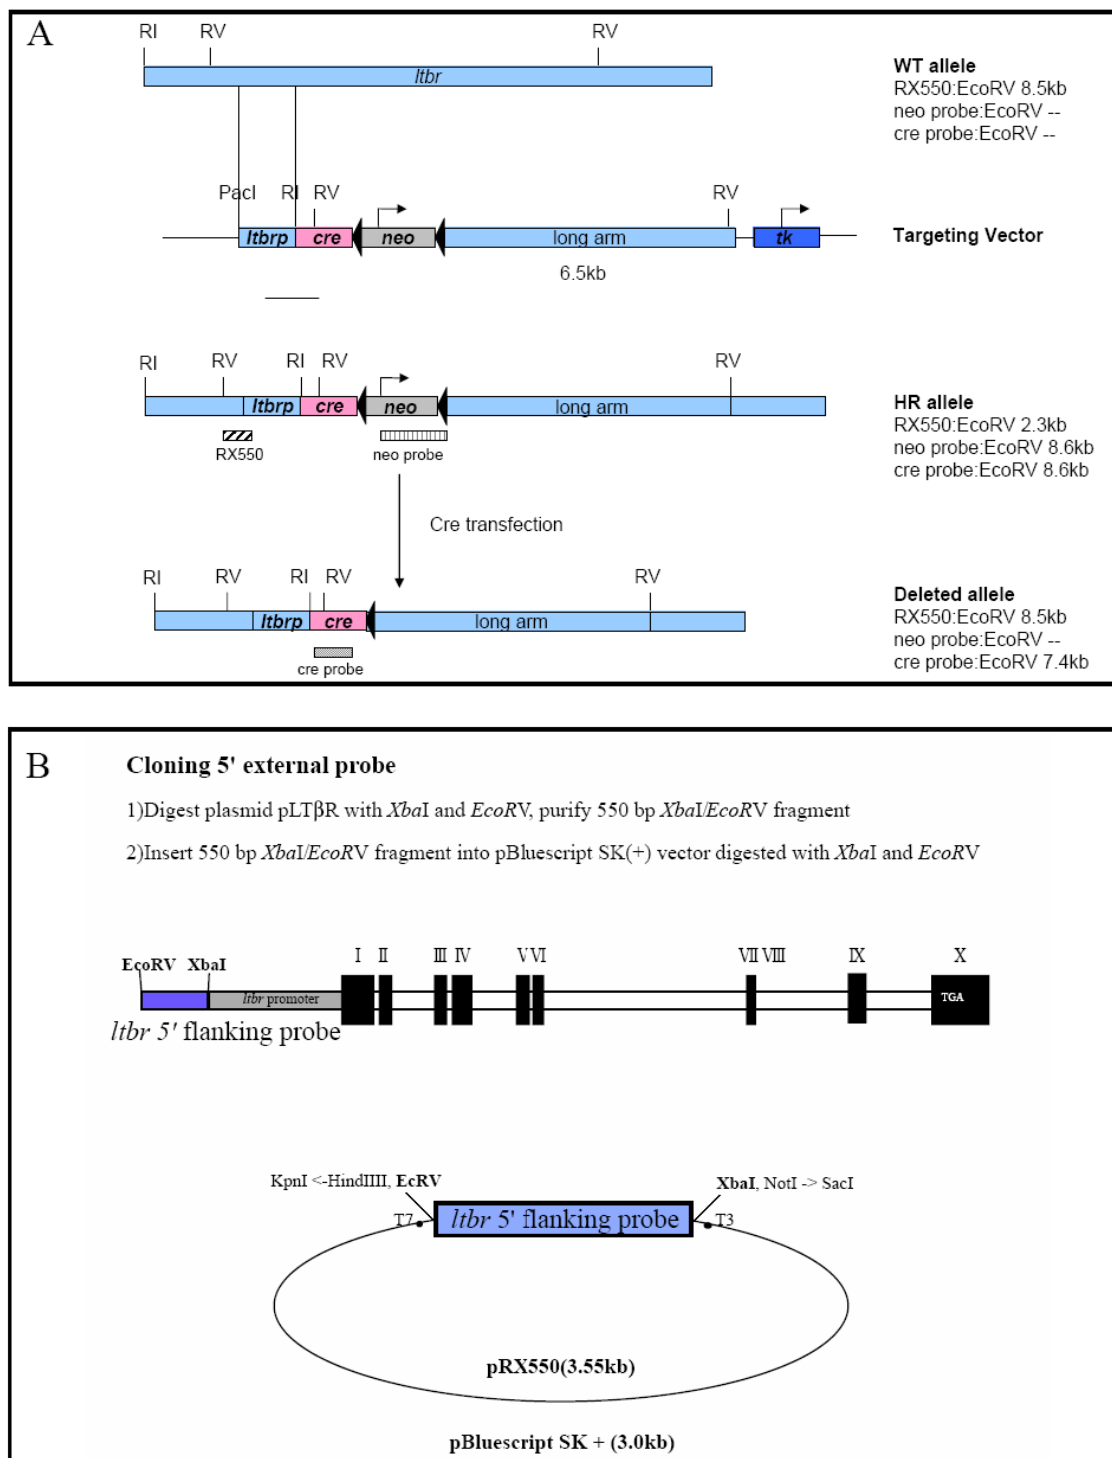 A
RI RV RV
ltbr
WT allele
RX550:EcoRV 8.5kb
neo probe:EcoRV --
cre probe:EcoRV --
PacI RI RV RV
ltbrp cre neo long arm tk
Targeting Vector
6.5kb
RI RV RI RV RV
ltbrp cre neo long arm
RX550 neo probe
HR allele
RX550:EcoRV 2.3kb
neo probe:EcoRV 8.6kb
cre probe:EcoRV 8.6kb
Cre transfection
RI RV RI RV RV
ltbrp cre long arm
cre probe
Deleted allele
RX550:EcoRV 8.5kb
neo probe:EcoRV --
cre probe:EcoRV 7.4kb
B
Cloning 5' external probe
1)Digest plasmid pLTβR with XbaI and EcoRV, purify 550 bp XbaI/EcoRV fragment
2)Insert 550 bp XbaI/EcoRV fragment into pBluescript SK(+) vector digested with XbaI and EcoRV
I II III IV V VI VII VIII IX X
EcoRV XbaI
ltbr promoter
TGA
ltbr 5' flanking probe
KpnI <-HindIIII, EcRV
XbaI, NotI -> SacI
T7 ltbr 5' flanking probe T3
pRX550(3.55kb)
pBluescript SK + (3.0kb)